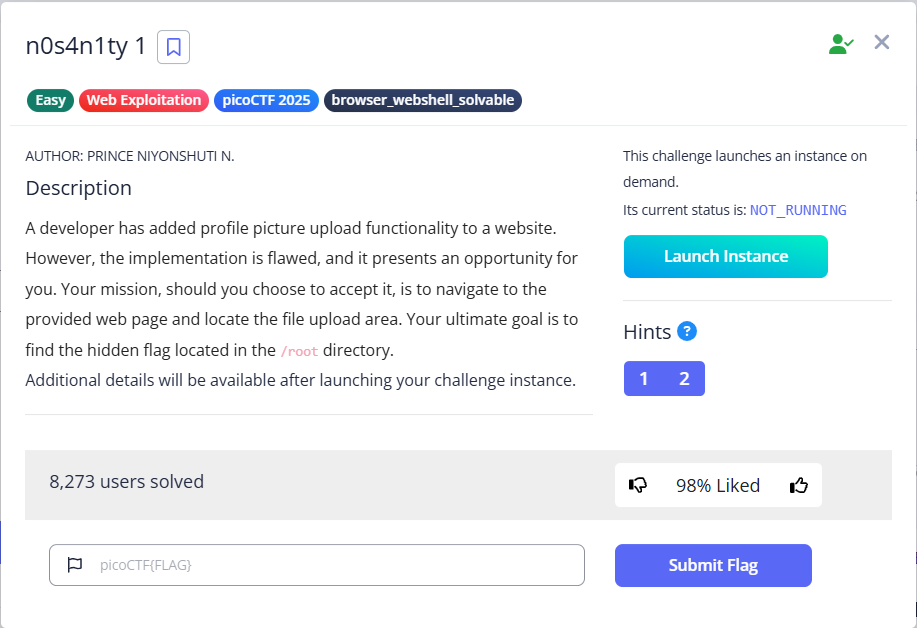 n0s4n1ty 1
Easy Web Exploitation picoCTF 2025 browser_webshell_solvable
AUTHOR: PRINCE NIYONSHUTI N.
Description
A developer has added profile picture upload functionality to a website.
However, the implementation is flawed, and it presents an opportunity for
you. Your mission, should you choose to accept it, is to navigate to the
provided web page and locate the file upload area. Your ultimate goal is to
find the hidden flag located in the /root directory.
Additional details will be available after launching your challenge instance.
This challenge launches an instance on
demand.
Its current status is: NOT_RUNNING
Launch Instance
Hints ?
1 2
8,273 users solved
98% Liked
picoCTF{FLAG}
Submit Flag